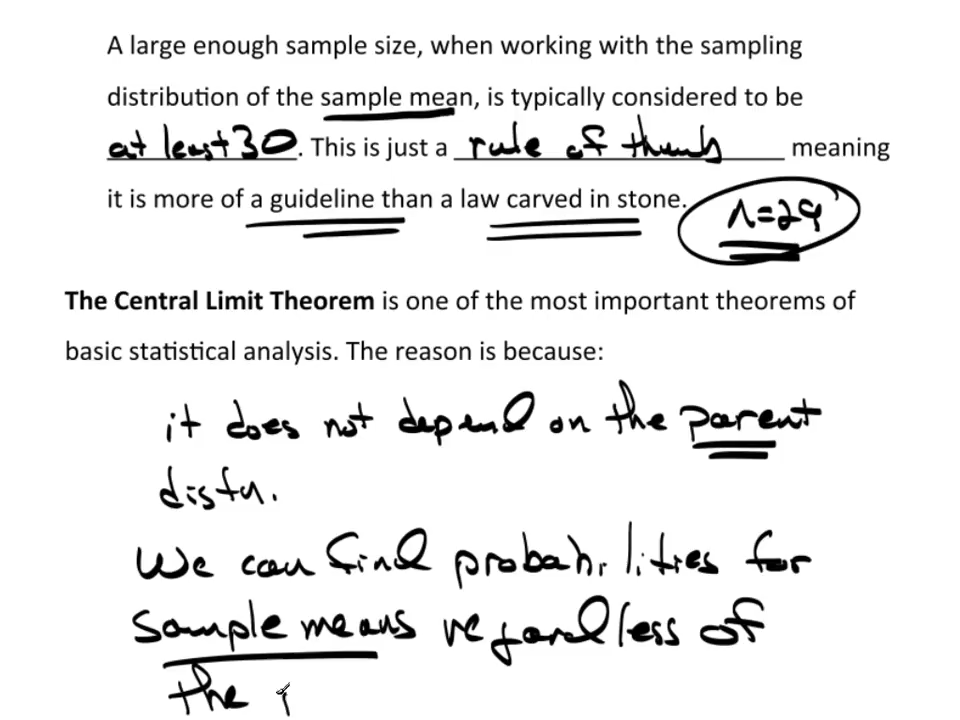 A large enough sample size, when working with the sampling
distribution of the sample mean, is typically considered to be
at least 30. This is just a rule of thumb meaning
it is more of a guideline than a law carved in stone.
n=29
The Central Limit Theorem is one of the most important theorems of
basic statistical analysis. The reason is because:
it does not depend on the parent
distn.
We can find probabilities for
sample means regardless of
the